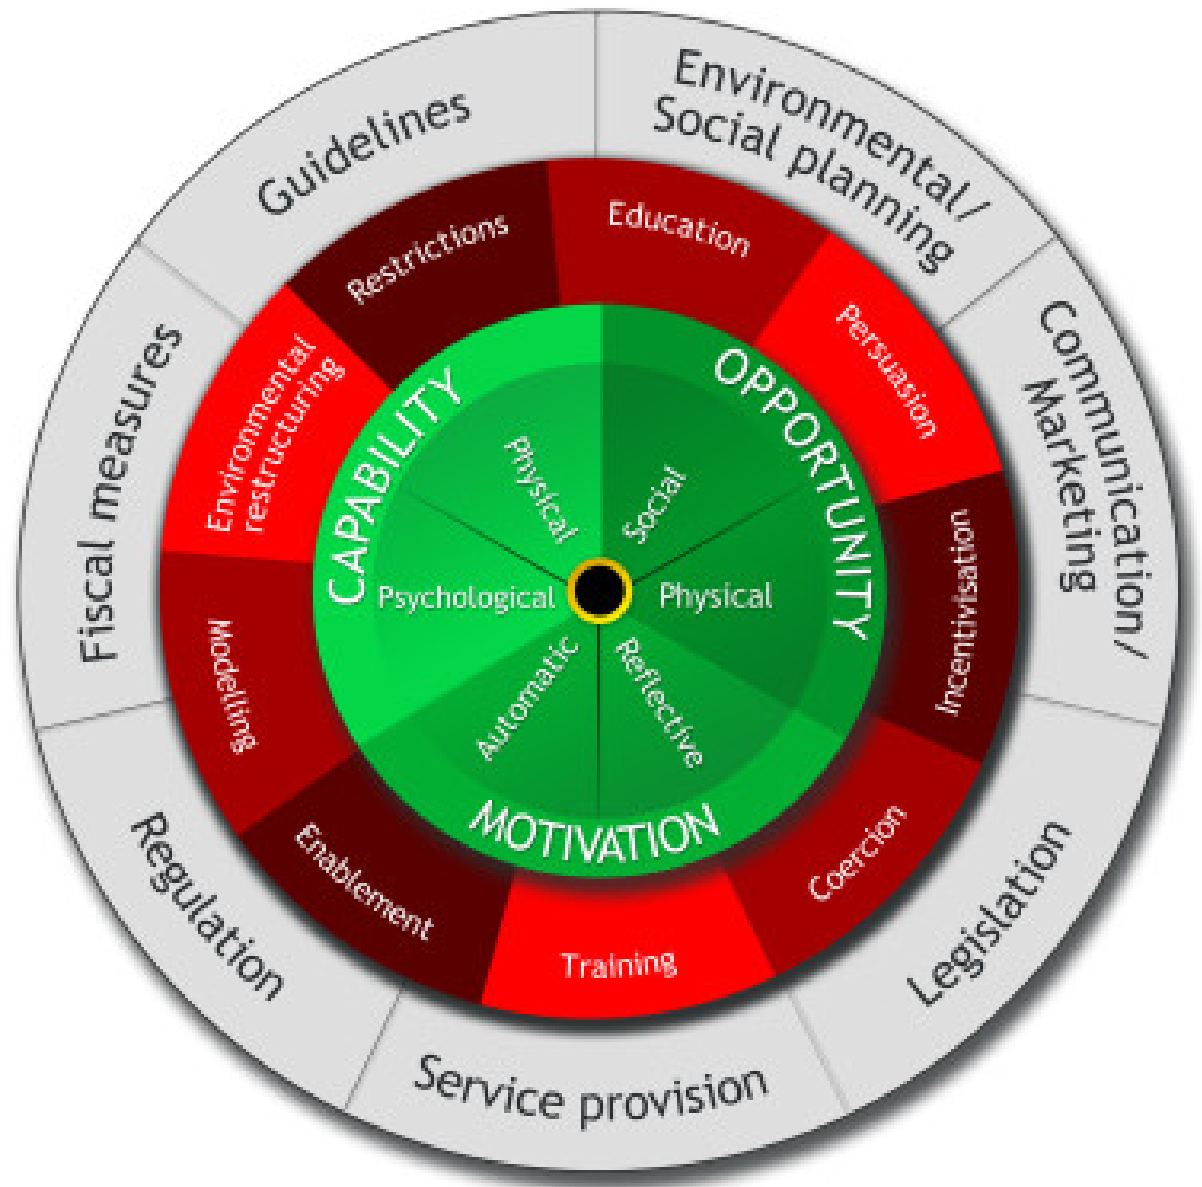 Guidelines
Environmental/
Social planning
Communication/
Marketing
Legislation
Service provision
Regulation
Fiscal measures
Restrictions
Education
Persuasion
Incentivisation
Coercion
Training
Enablement
Modelling
Environmental
restructuring
CAPABILITY
OPPORTUNITY
MOTIVATION
Physical
Social
Physical
Reflective
Automatic
Psychological